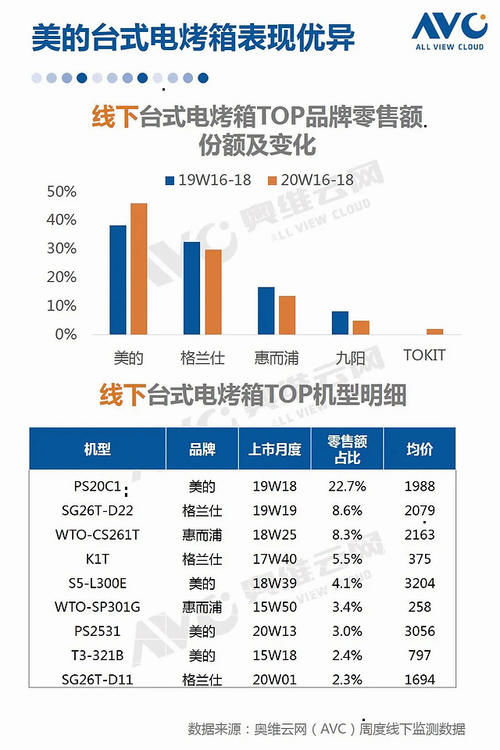 美的台式电烤箱表现优异
AVC
ALL VIEW CLOUD
线下台式电烤箱TOP品牌零售额
份额及变化
19W16-18 20W16-18
50%
40%
30%
20%
10%
0%
美的 格兰仕 惠而浦 九阳 TOKIT
AVC 奥维云网
ALL VIEW CLOUD
线下台式电烤箱TOP机型明细
机型 品牌 上市月度 零售额占比 均价
PS20C1 美的 19W18 22.7% 1988
SG26T-D22 格兰仕 19W19 8.6% 2079
WTO-CS261T 惠而浦 18W25 8.3% 2163
K1T 格兰仕 17W40 5.5% 375
S5-L300E 美的 18W39 4.1% 3204
WTO-SP301G 惠而浦 15W50 3.4% 258
PS2531 美的 20W13 3.0% 3056
T3-321B 美的 15W18 2.4% 797
SG26T-D11 格兰仕 20W01 2.3% 1694
数据来源：奥维云网（AVC）周度线下监测数据